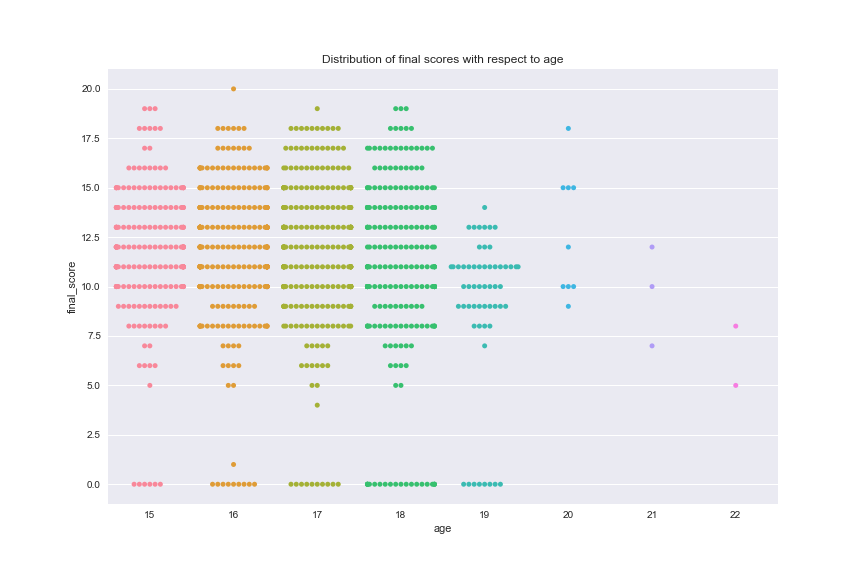 Distribution of final scores with respect to age
20.0
17.5
15.0
12.5
10.0
7.5
5.0
2.5
0.0
final_score
15 16 17 18 19 20 21 22
age